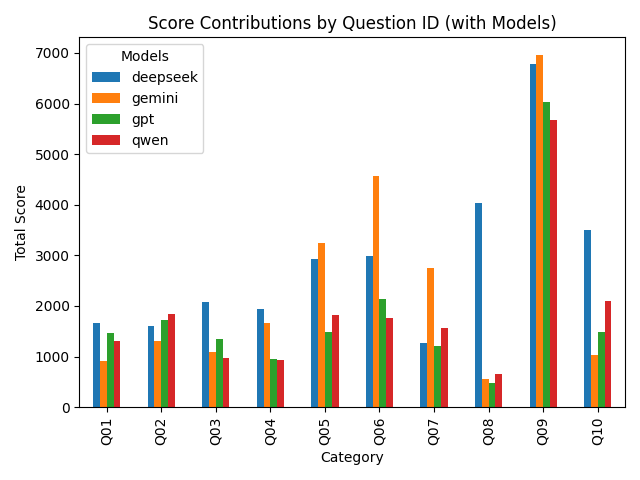 Score Contributions by Question ID (with Models)
Models
deepseek
gemini
gpt
qwen
Total Score
7000
6000
5000
4000
3000
2000
1000
0
Q01 Q02 Q03 Q04 Q05 Q06 Q07 Q08 Q09 Q10
Category